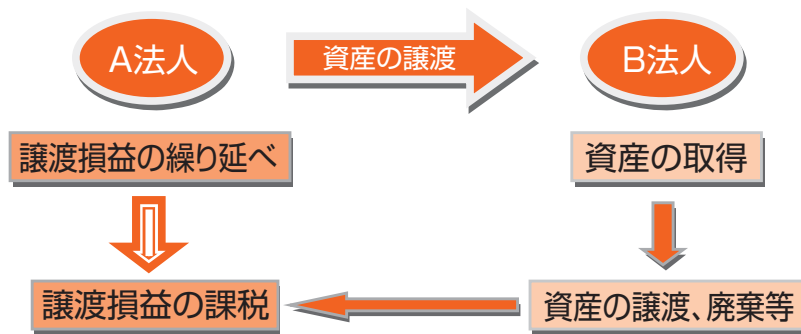 A法人
資産の譲渡
B法人
譲渡損益の繰り延べ
資産の取得
譲渡損益の課税
資産の譲渡、廃棄等